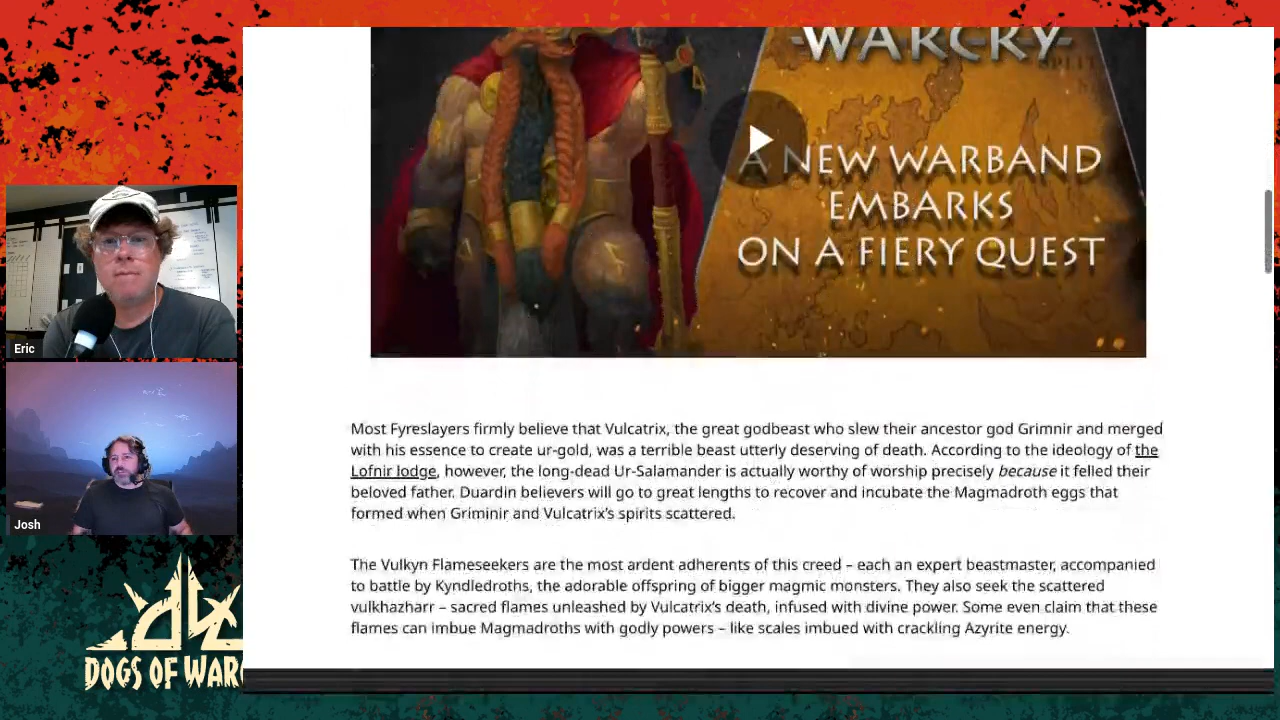 WARCRY
A NEW WARBAND
EMBARKS
ON A FIERY QUEST
Eric
Josh
DOGS OF WARC
Most Fyreslayers firmly believe that Vulcatrix, the great godbeast who slew their ancestor god Grimnir and merged
with his essence to create ur-gold, was a terrible beast utterly deserving of death. According to the ideology of the
Lofnir lodge, however, the long-dead Ur-Salamander is actually worthy of worship precisely because it felled their
beloved father. Duardin believers will go to great lengths to recover and incubate the Magmadroth eggs that
formed when Griminir and Vulcatrix’s spirits scattered.
The Vulkyn Flameseekers are the most ardent adherents of this creed – each an expert beastmaster, accompanied
to battle by Kyndledroths, the adorable offspring of bigger magmic monsters. They also seek the scattered
vulkhazharr – sacred flames unleashed by Vulcatrix’s death, infused with divine power. Some even claim that these
flames can imbue Magmadroths with godly powers – like scales imbued with crackling Azyrite energy.